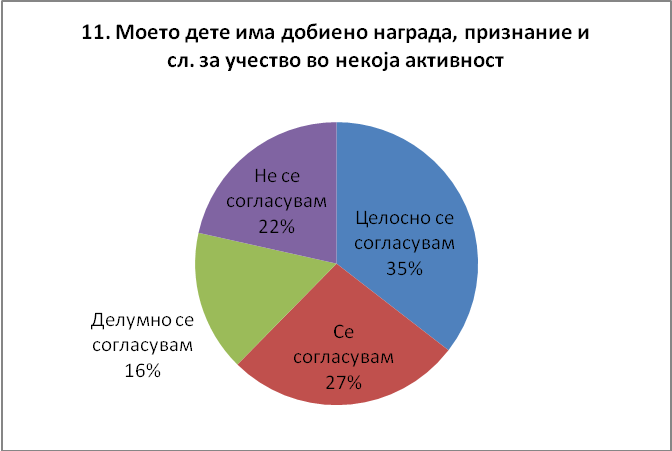 11. Моето дете има добиено награда, признание и
сл. за учество во некоја активност
Целосно се
согласувам
35%
Се
согласувам
27%
Делумно се
согласувам
16%
Не се
согласувам
22%